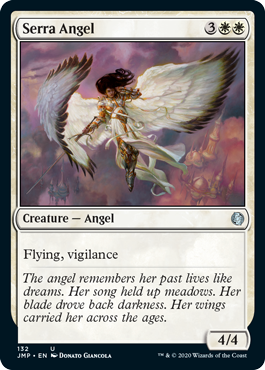 Serra Angel 3
Creature — Angel
Flying, vigilance
The angel remembers her past lives like
dreams. Her song held up meadows. Her
blade drove back darkness. Her wings
carried her across the ages.
4/4
132 U
JMP • EN Donato Giancola
™ & © 2020 Wizards of the Coast